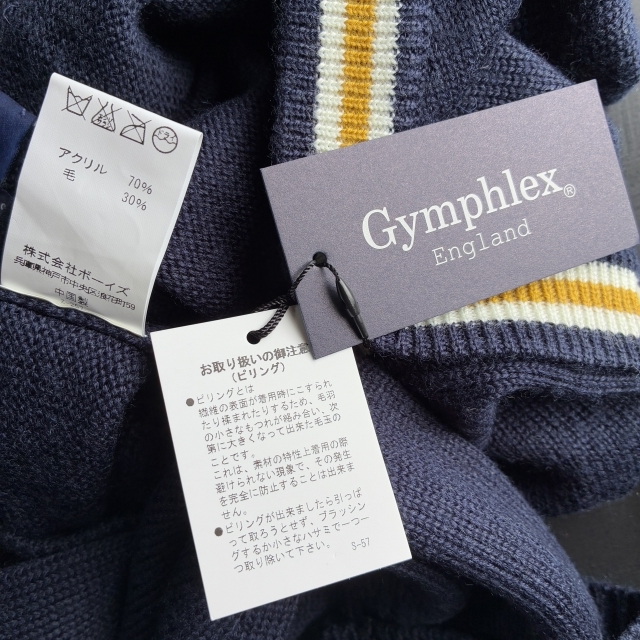 アクリル 70%
毛 30%
株式会社ボーイズ
兵庫県神戸市中央区
中国製
Gymphlex®
England
お取り扱いの御注意
(ピリング)
●ピリングとは
繊維の表面が着用時にこすられ
たり揉まれたりするため、毛羽
の小さなもつれが絡み合い、次
第に大きくなって出来た毛玉の
ことです。
これは、素材の特性上着用の際
避けられない現象で、その発生
を完全に防止することは出来ま
せん。
●ピリングが出来ましたら引っぱ
って取ろうとせず、ブラッシン
グするか小さなハサミで一つ一
つ取り除いて下さい。
S-57